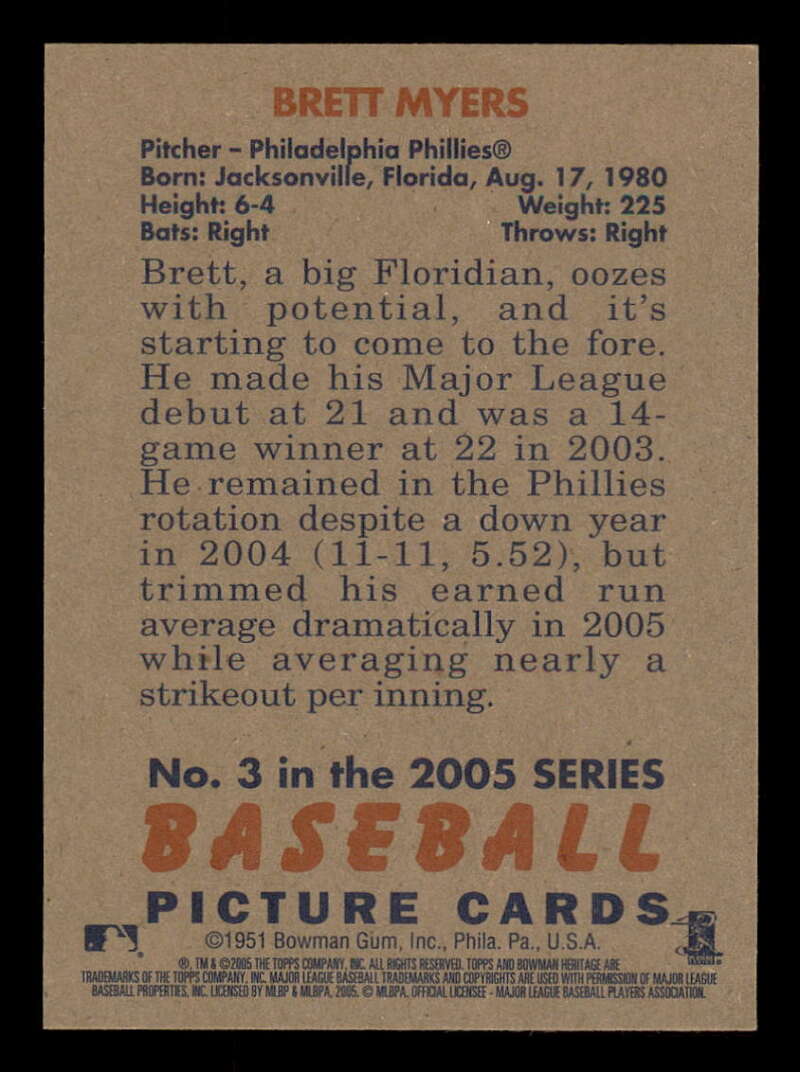 BRETT MYERS
Pitcher – Philadelphia Phillies®
Born: Jacksonville, Florida, Aug. 17, 1980
Height: 6-4 Weight: 225
Bats: Right Throws: Right
Brett, a big Floridian, oozes
with potential, and it's
starting to come to the fore.
He made his Major League
debut at 21 and was a 14-
game winner at 22 in 2003.
He remained in the Phillies
rotation despite a down year
in 2004 (11-11, 5.52), but
trimmed his earned run
average dramatically in 2005
while averaging nearly a
strikeout per inning.
No. 3 in the 2005 SERIES
BASEBALL
PICTURE CARDS
©1951 Bowman Gum, Inc., Phila. Pa., U.S.A.
®, TM & ©2005 THE TOPPS COMPANY, INC. ALL RIGHTS RESERVED. TOPPS AND BOWMAN HERITAGE ARE
TRADEMARKS OF THE TOPPS COMPANY, INC. MAJOR LEAGUE BASEBALL TRADEMARKS AND COPYRIGHTS ARE USED WITH PERMISSION OF MAJOR LEAGUE
BASEBALL PROPERTIES, INC. LICENSED BY MLBP & MLBPA, 2005. © MLBPA. OFFICIAL LICENSEE - MAJOR LEAGUE BASEBALL PLAYERS ASSOCIATION.